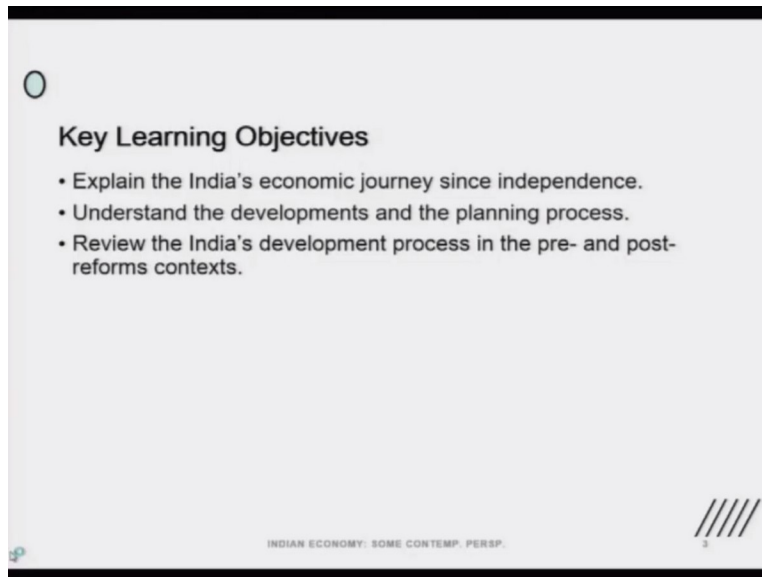 Key Learning Objectives
• Explain the India's economic journey since independence.
• Understand the developments and the planning process.
• Review the India's development process in the pre- and post-
reforms contexts.
INDIAN ECONOMY: SOME CONTEMP. PERSP.
3